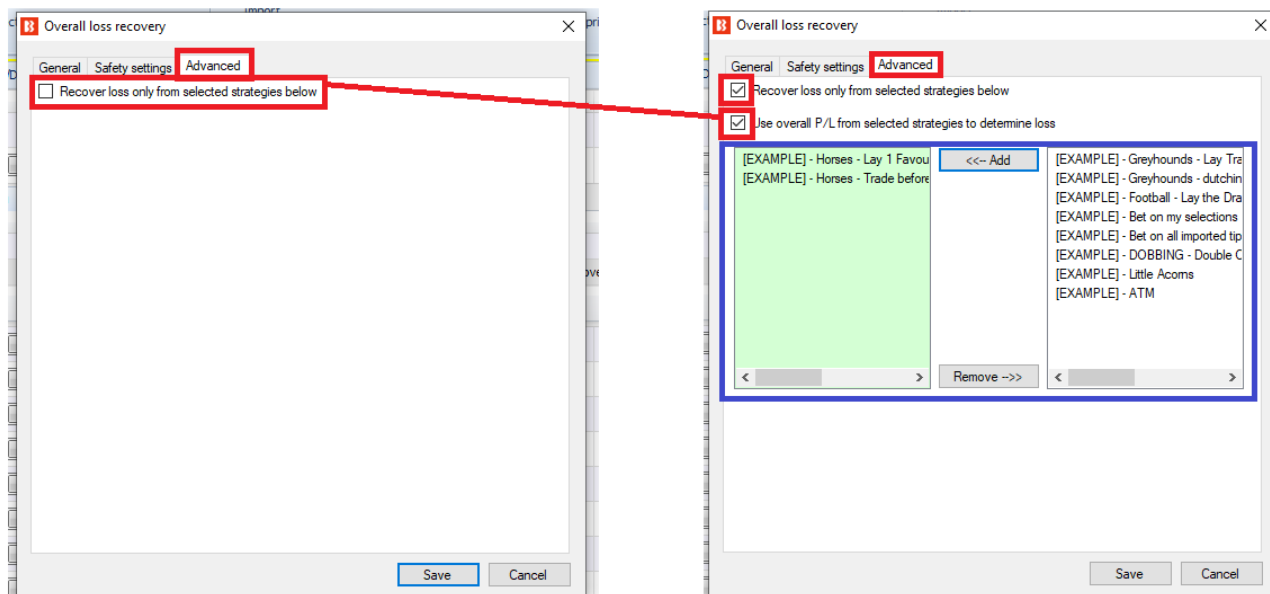 Import
Overall loss recovery
General Safety settings Advanced
Recover loss only from selected strategies below
Save Cancel
Overall loss recovery
General Safety settings Advanced
Recover loss only from selected strategies below
Use overall P/L from selected strategies to determine loss
[EXAMPLE] - Horses - Lay 1 Favou
[EXAMPLE] - Horses - Trade before
<<-- Add
Remove -->>
[EXAMPLE] - Greyhounds - Lay Tra
[EXAMPLE] - Greyhounds - dutchin
[EXAMPLE] - Football - Lay the Dra
[EXAMPLE] - Bet on my selections
[EXAMPLE] - Bet on all imported tip
[EXAMPLE] - DOBBING - Double C
[EXAMPLE] - Little Acorns
[EXAMPLE] - ATM
Save Cancel